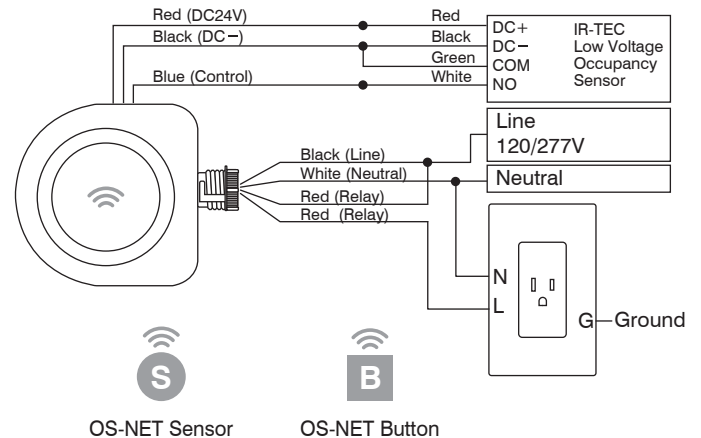 Red (DC24V)
Red
Black (DC−)
Black
Green
Blue (Control)
White
DC+
DC−
COM
NO
IR-TEC
Low Voltage
Occupancy
Sensor
Line
120/277V
Black (Line)
White (Neutral)
Neutral
Red (Relay)
Red (Relay)
N
L
G
Ground
S
B
OS-NET Sensor
OS-NET Button